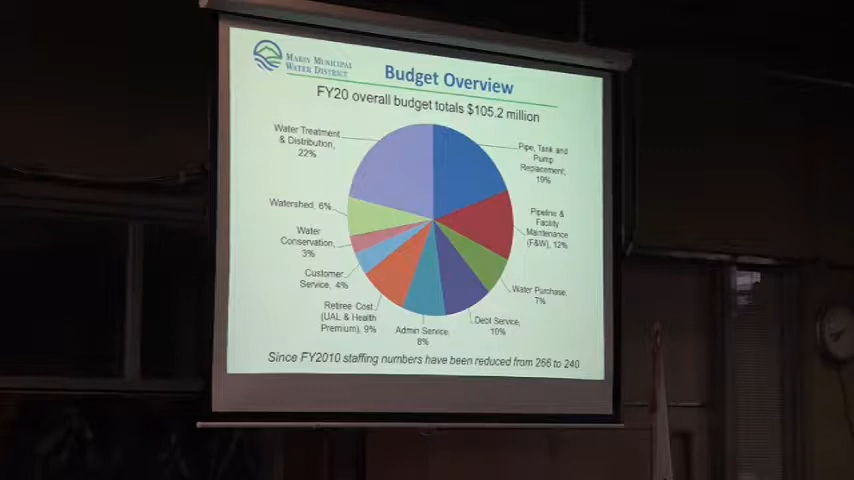 MARIN MUNICIPAL
WATER DISTRICT
Budget Overview
FY20 overall budget totals $105.2 million
Water Treatment
& Distribution,
22%
Pipe, Tank and
Pump
Replacement,
19%
Watershed, 6%
Pipeline &
Facility
Maintenance
(F&W), 12%
Water
Conservation,
3%
Customer
Service, 4%
Water Purchase,
7%
Retiree Cost
(UAL & Health
Premium), 9%
Admin Service,
8%
Debt Service,
10%
Since FY2010 staffing numbers have been reduced from 266 to 240